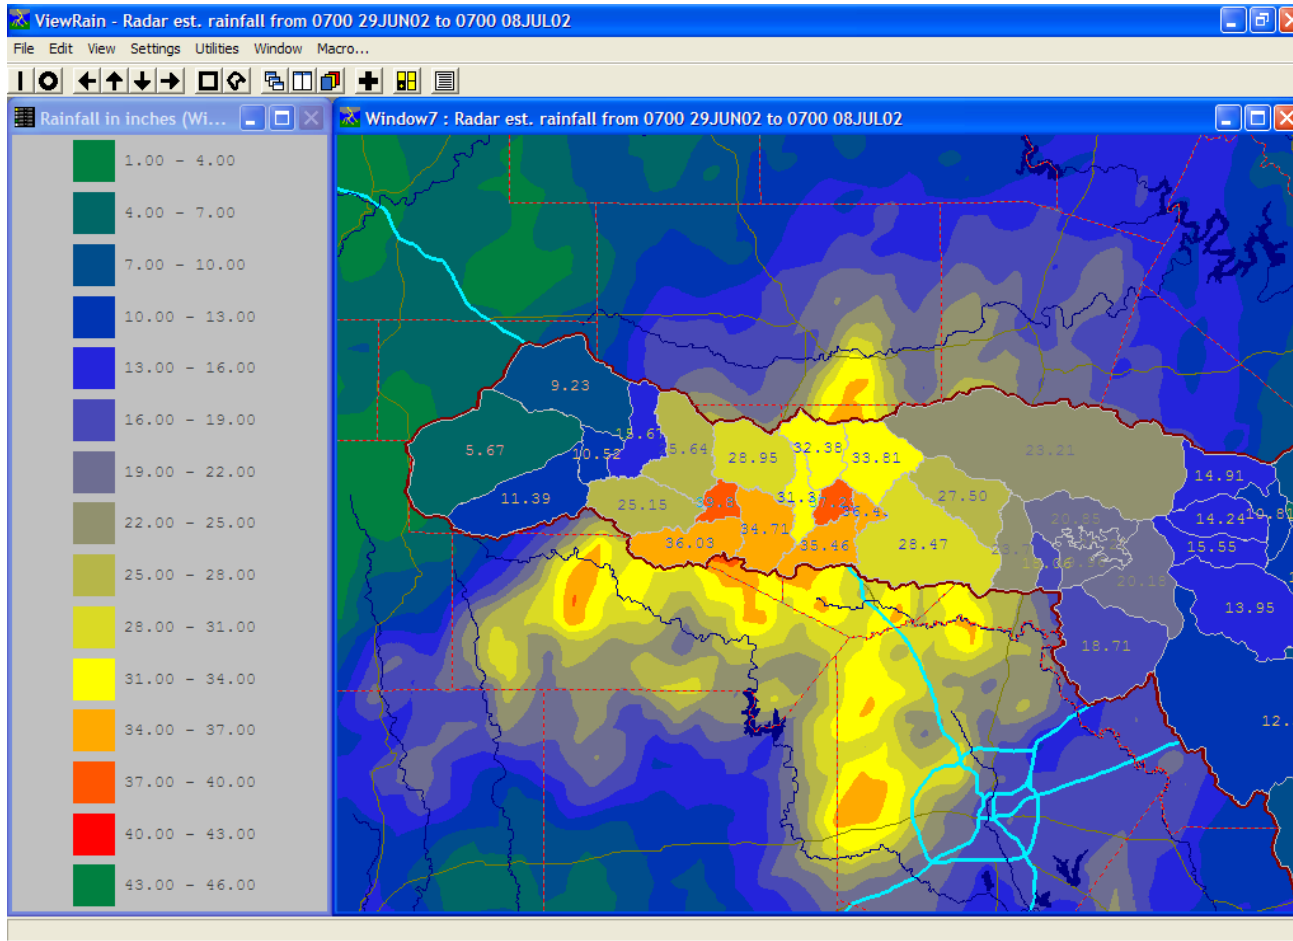 ViewRain - Radar est. rainfall from 0700 29JUN02 to 0700 08JUL02
File Edit View Settings Utilities Window Macro...
Rainfall in inches (Wi...
1.00 - 4.00
4.00 - 7.00
7.00 - 10.00
10.00 - 13.00
13.00 - 16.00
16.00 - 19.00
19.00 - 22.00
22.00 - 25.00
25.00 - 28.00
28.00 - 31.00
31.00 - 34.00
34.00 - 37.00
37.00 - 40.00
40.00 - 43.00
43.00 - 46.00
Window7 : Radar est. rainfall from 0700 29JUN02 to 0700 08JUL02
9.23
5.67
10.52
11.39
28.95
32.38
33.81
23.21
14.91
25.15
27.50
34.71
14.24
36.03
35.46
28.47
20.85
15.55
20.18
13.95
18.71
12.